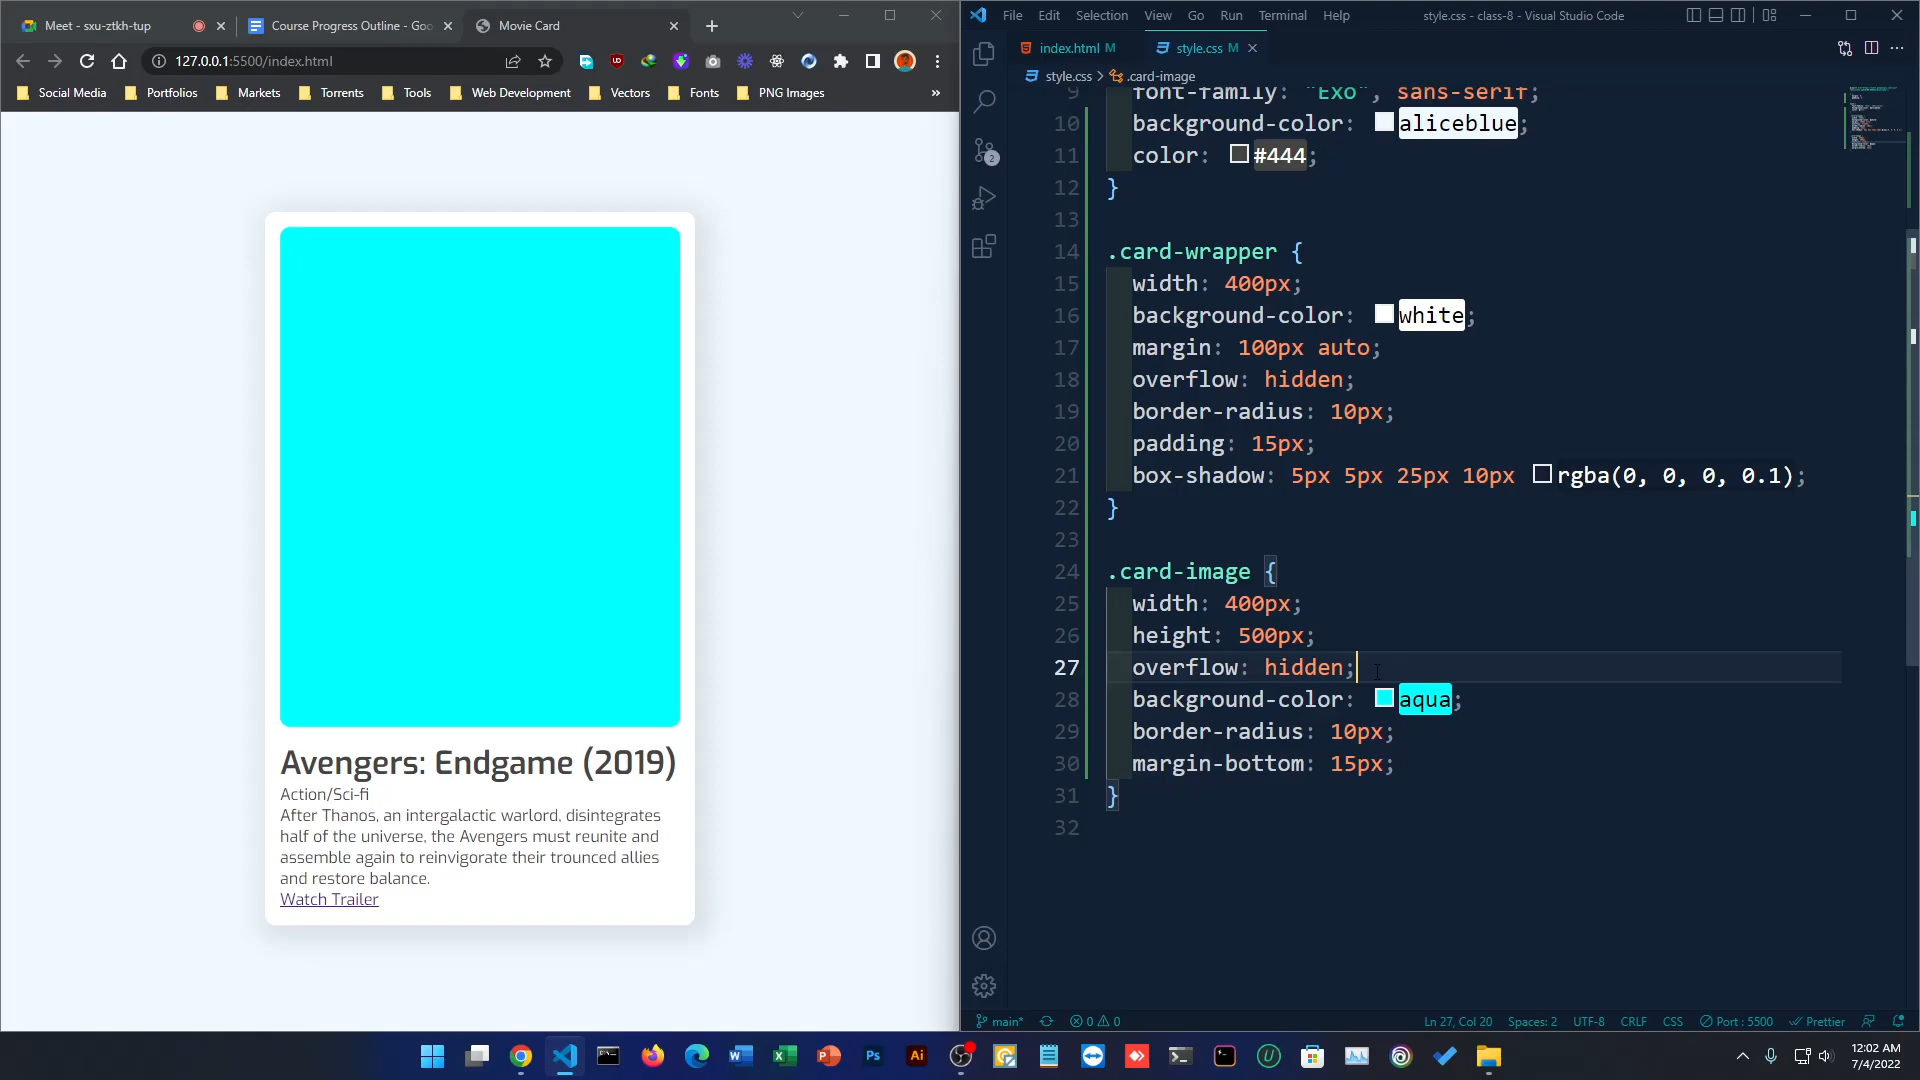 Meet - sxu-ztkh-tup
Course Progress Outline - Goo
Movie Card
127.0.0.1:5500/index.html
Social Media
Portfolios
Markets
Torrents
Tools
Web Development
Vectors
Fonts
PNG Images
»
Avengers: Endgame (2019)
Action/Sci-fi
After Thanos, an intergalactic warlord, disintegrates
half of the universe, the Avengers must reunite and
assemble again to reinvigorate their trounced allies
and restore balance.
Watch Trailer
File Edit Selection View Go Run Terminal Help
style.css - class-8 - Visual Studio Code
index.html M
style.css M
style.css > .card-image
9 font-family: "Exo", sans-serif;
10 background-color: aliceblue;
11 color: #444;
12 }
13
14 .card-wrapper {
15 width: 400px;
16 background-color: white;
17 margin: 100px auto;
18 overflow: hidden;
19 border-radius: 10px;
20 padding: 15px;
21 box-shadow: 5px 5px 25px 10px rgba(0, 0, 0, 0.1);
22 }
23
24 .card-image {
25 width: 400px;
26 height: 500px;
27 overflow: hidden;
28 background-color: aqua;
29 border-radius: 10px;
30 margin-bottom: 15px;
31 }
32
2
main*
0 0
Ln 27, Col 20
Spaces: 2
UTF-8
CRLF
CSS
Port : 5500
Prettier
Ps
Ai
12:02 AM
7/4/2022